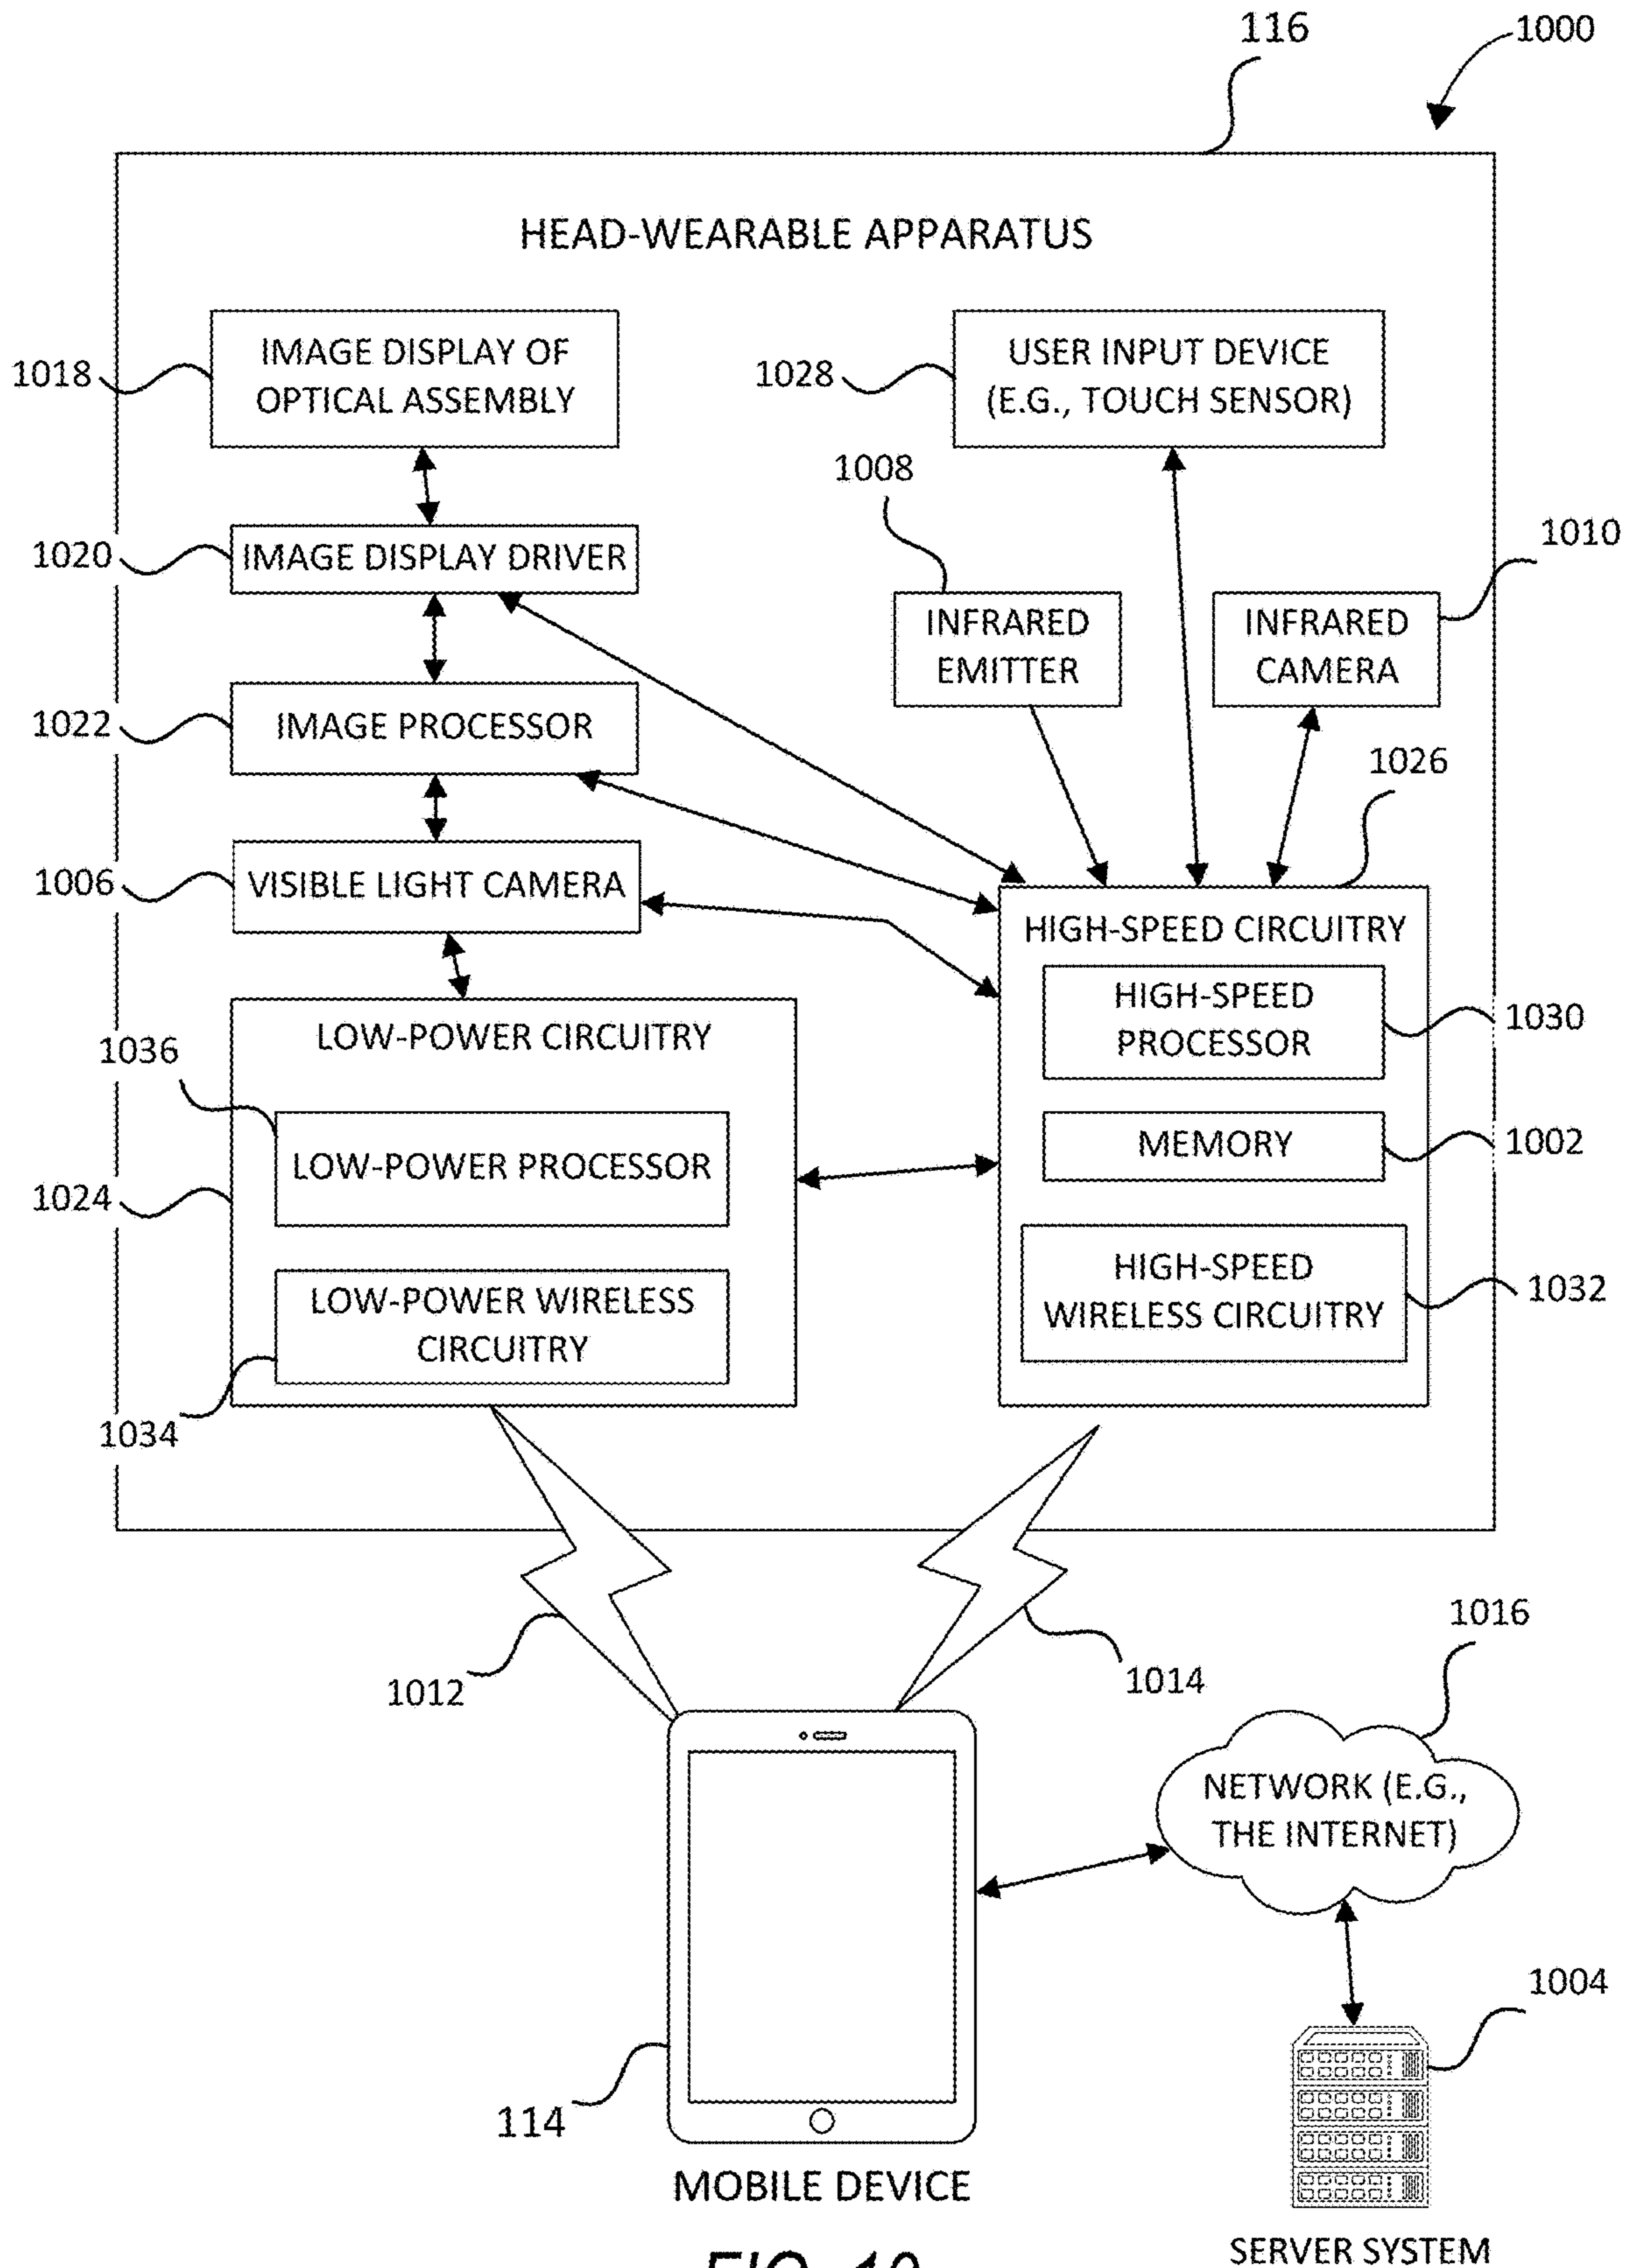 116
1000
HEAD-WEARABLE APPARATUS
IMAGE DISPLAY OF
OPTICAL ASSEMBLY
1018
USER INPUT DEVICE
(E.G., TOUCH SENSOR)
1028
1008
1020
IMAGE DISPLAY DRIVER
1010
INFRARED
EMITTER
INFRARED
CAMERA
1022
IMAGE PROCESSOR
1026
1006
VISIBLE LIGHT CAMERA
HIGH-SPEED CIRCUITRY
HIGH-SPEED
PROCESSOR
1030
LOW-POWER CIRCUITRY
1036
LOW-POWER PROCESSOR
MEMORY
1002
1024
LOW-POWER WIRELESS
CIRCUITRY
1034
HIGH-SPEED
WIRELESS CIRCUITRY
1032
1012
1014
1016
NETWORK (E.G.,
THE INTERNET)
1004
114
MOBILE DEVICE
SERVER SYSTEM
FIG. 10